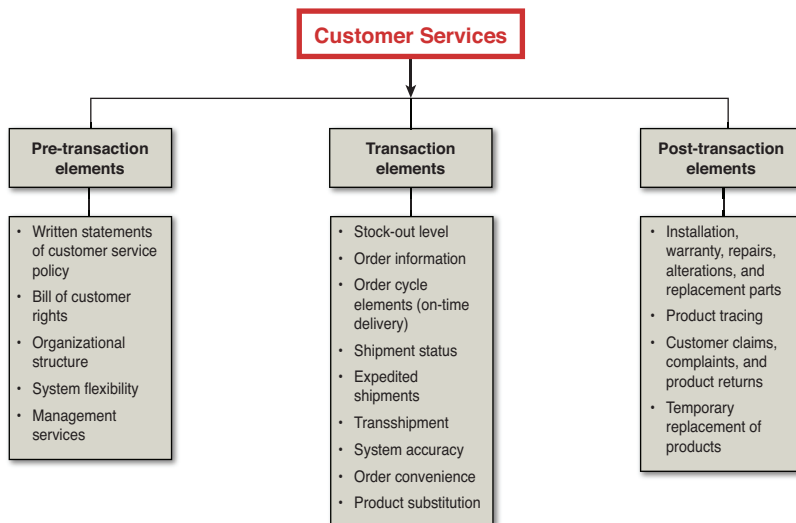 Customer Services
Pre-transaction
elements
• Written statements
of customer service
policy
• Bill of customer
rights
• Organizational
structure
• System flexibility
• Management
services
Transaction
elements
• Stock-out level
• Order information
• Order cycle
elements (on-time
delivery)
• Shipment status
• Expedited
shipments
• Transshipment
• System accuracy
• Order convenience
• Product substitution
Post-transaction
elements
• Installation,
warranty, repairs,
alterations, and
replacement parts
• Product tracing
• Customer claims,
complaints, and
product returns
• Temporary
replacement of
products